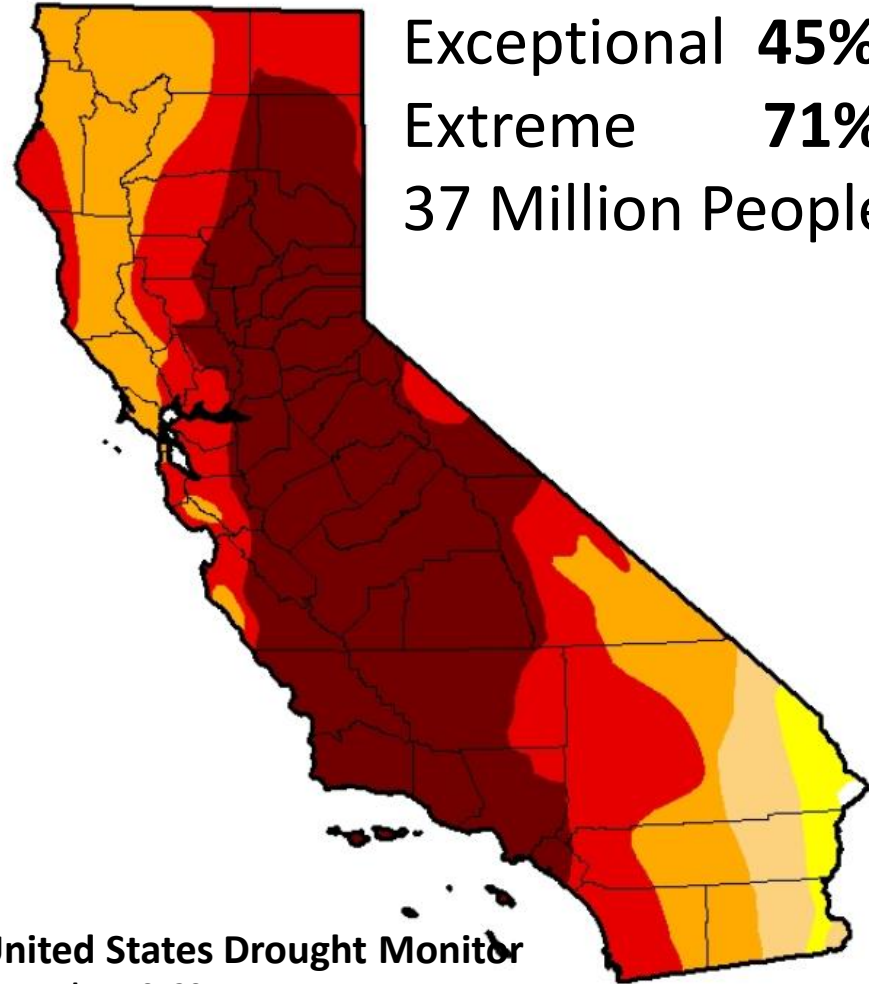 Exceptional 45%
Extreme 71%
37 Million People
United States Drought Monitor